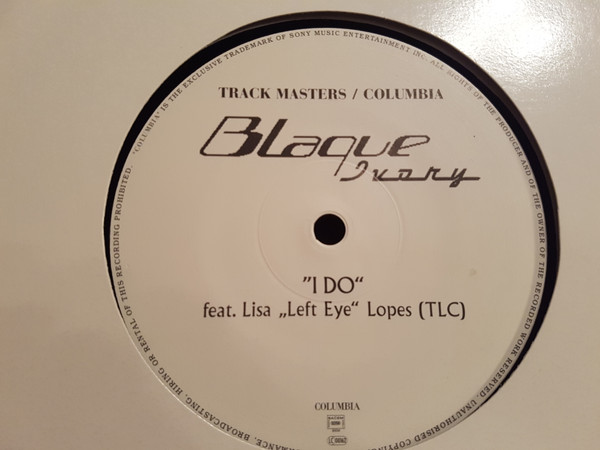 TRACK MASTERS / COLUMBIA
Blaque
Ivory
"I DO“
feat. Lisa „Left Eye“ Lopes (TLC)
COLUMBIA
"COLUMBIA" IS THE EXCLUSIVE TRADEMARK OF SONY MUSIC ENTERTAINMENT INC. ALL RIGHTS OF THE PRODUCER AND OF THE OWNER OF THE RECORDED WORK RESERVED. UNAUTHORISED COPYING, HIRING OR RENTAL OF THIS RECORDING PROHIBITED.
BROADCASTING,